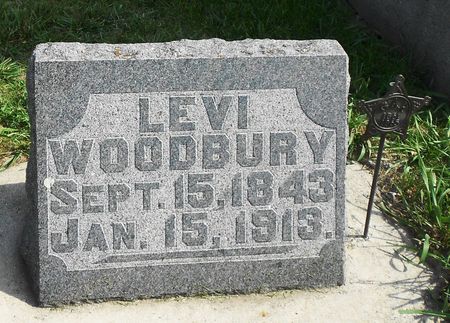 LEVI
WOODBURY
SEPT. 15, 1843
JAN. 15, 1913.